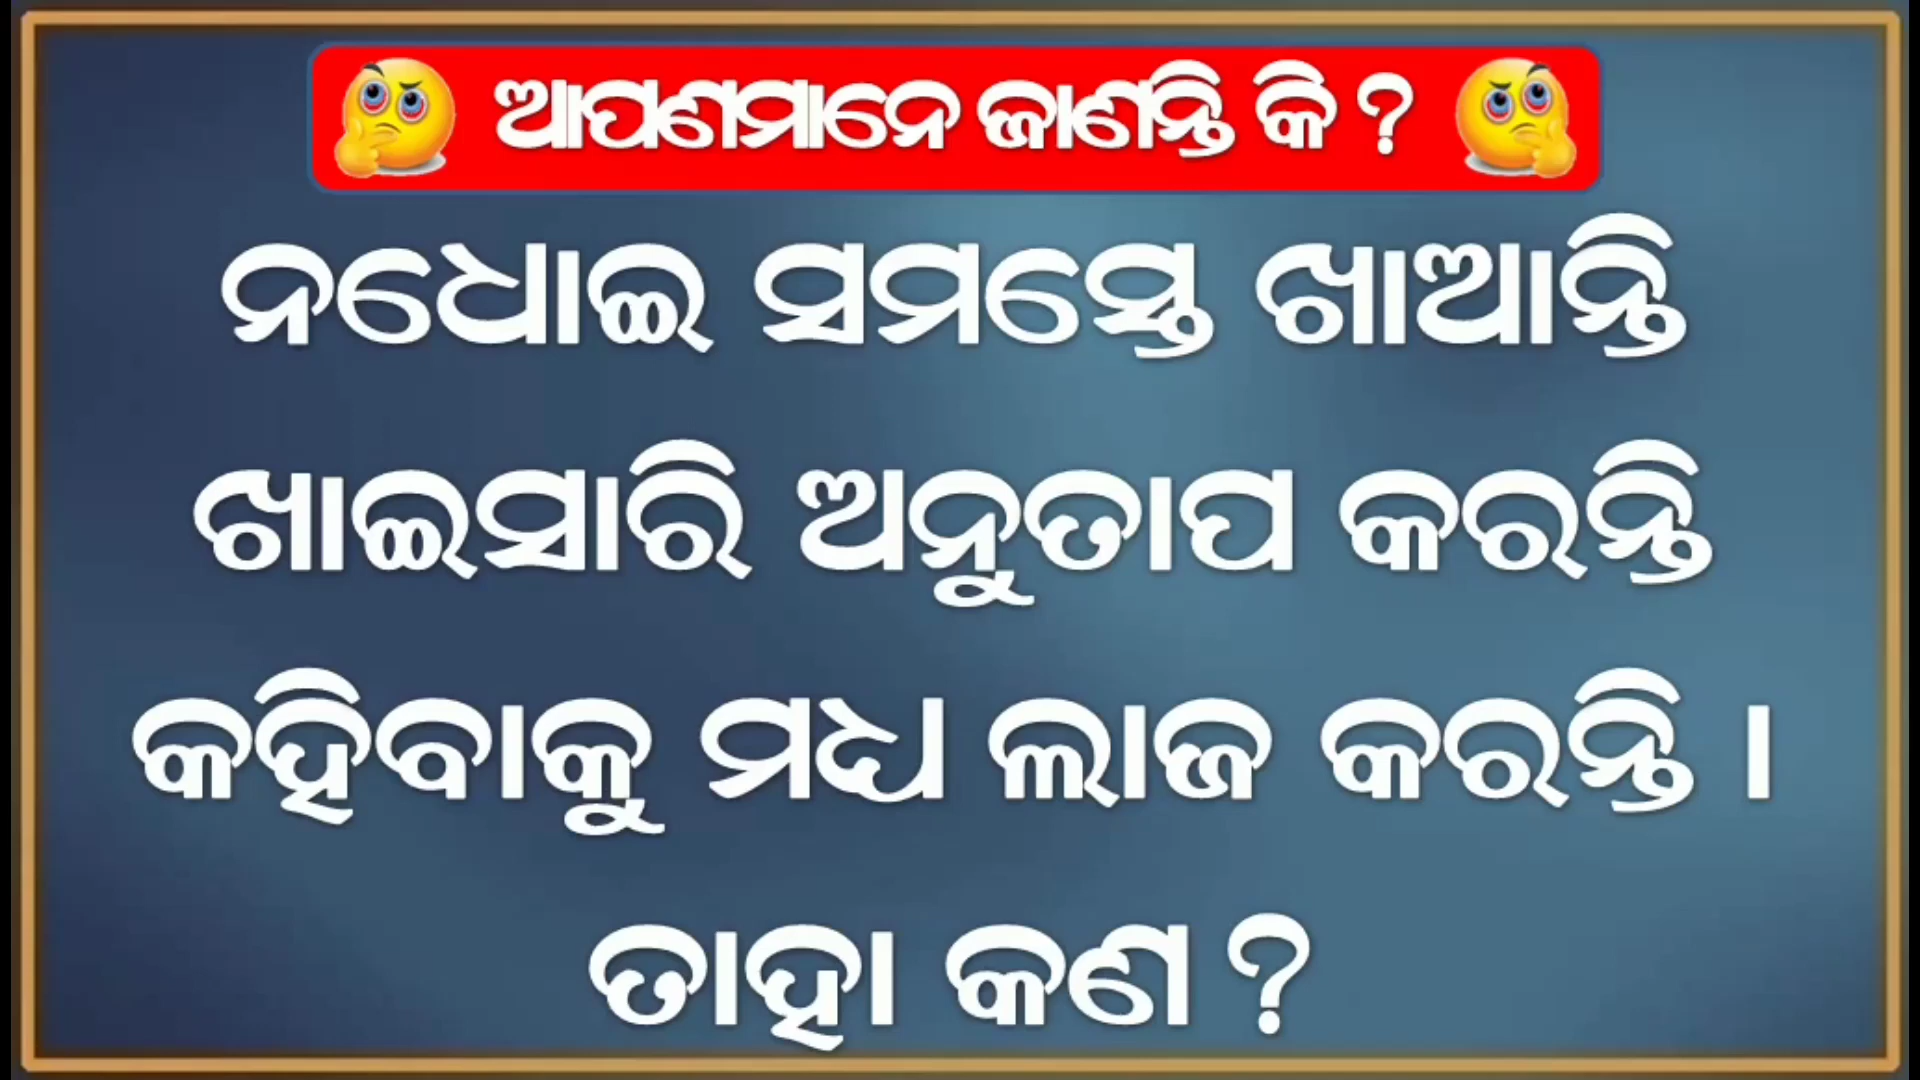 ଆପଣମାନେ ଜାଣନ୍ତି କି ?
ନଧୋଇ ସମସ୍ତେ ଖାଆନ୍ତି
ଖାଇସାରି ଅନୁତାପ କରନ୍ତି
କହିବାକୁ ମଧ୍ୟ ଲାଜ କରନ୍ତି ।
ତାହା କଣ ?